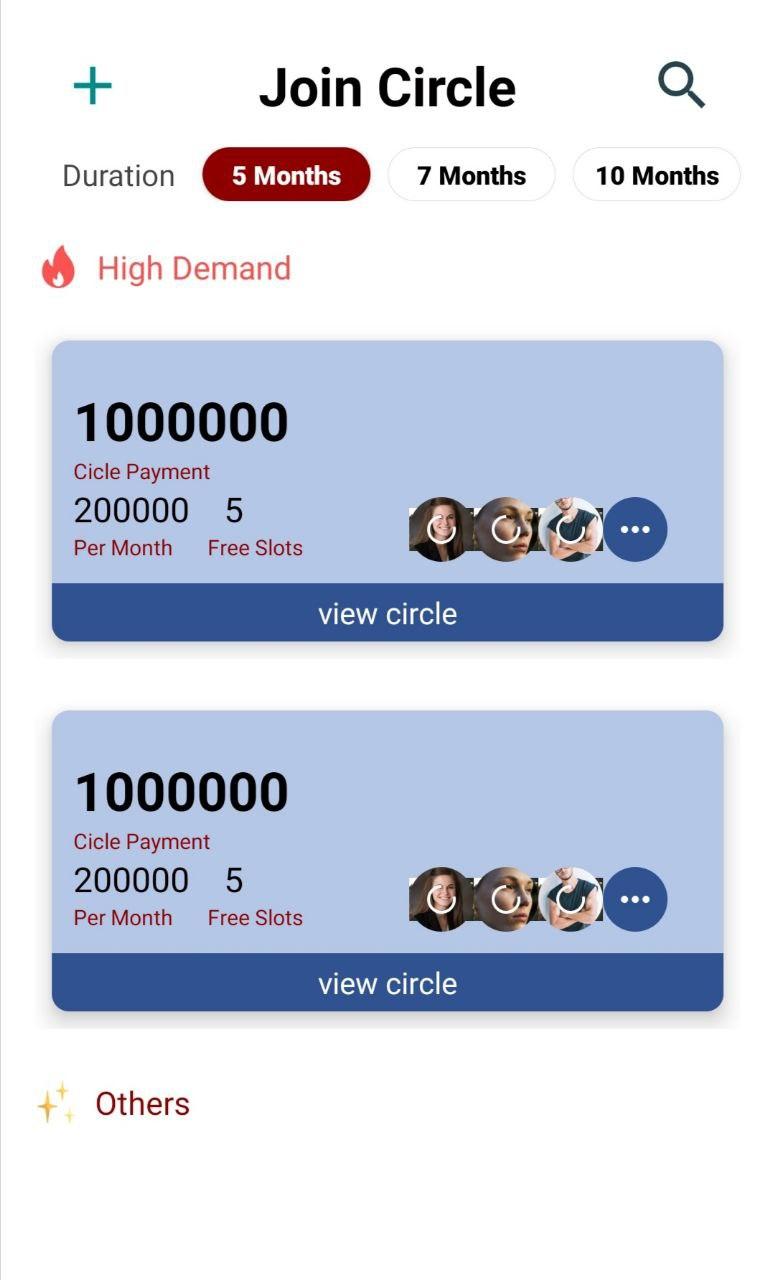 Join Circle
Duration 5 Months 7 Months 10 Months
High Demand
1000000
Cicle Payment
200000 5
Per Month Free Slots
view circle
1000000
Cicle Payment
200000 5
Per Month Free Slots
view circle
Others